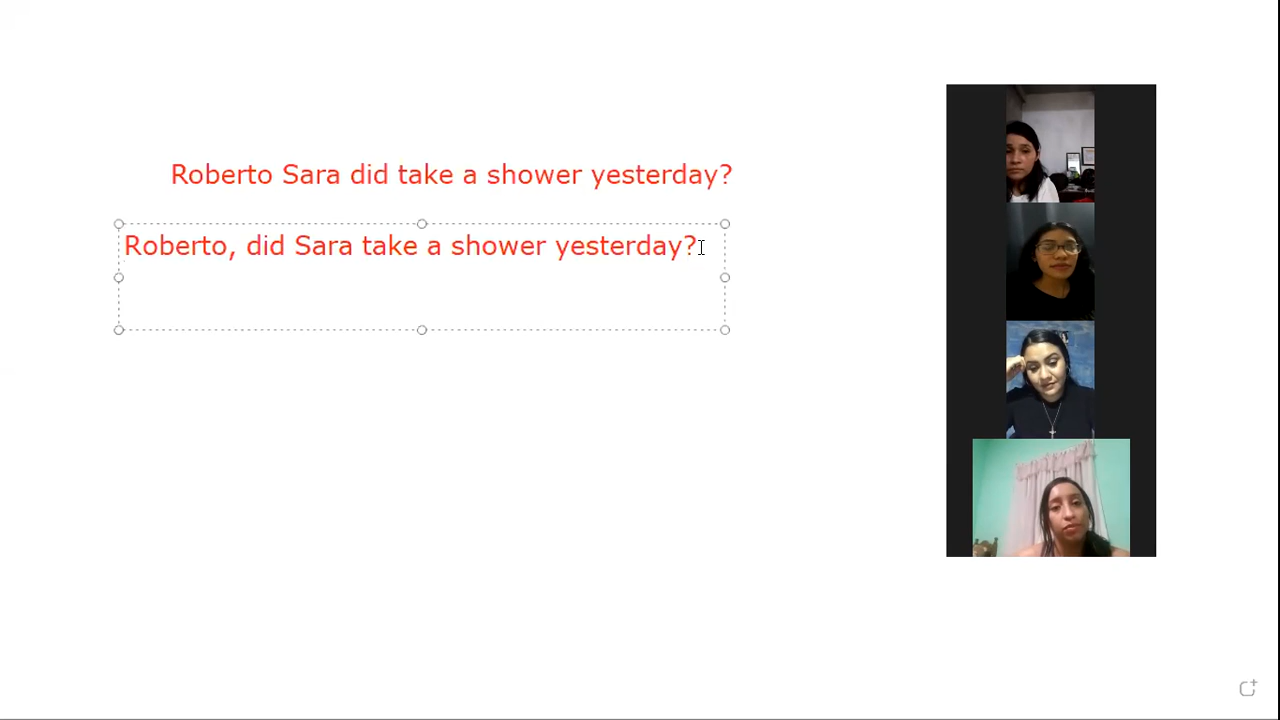 Roberto Sara did take a shower yesterday?
Roberto, did Sara take a shower yesterday?